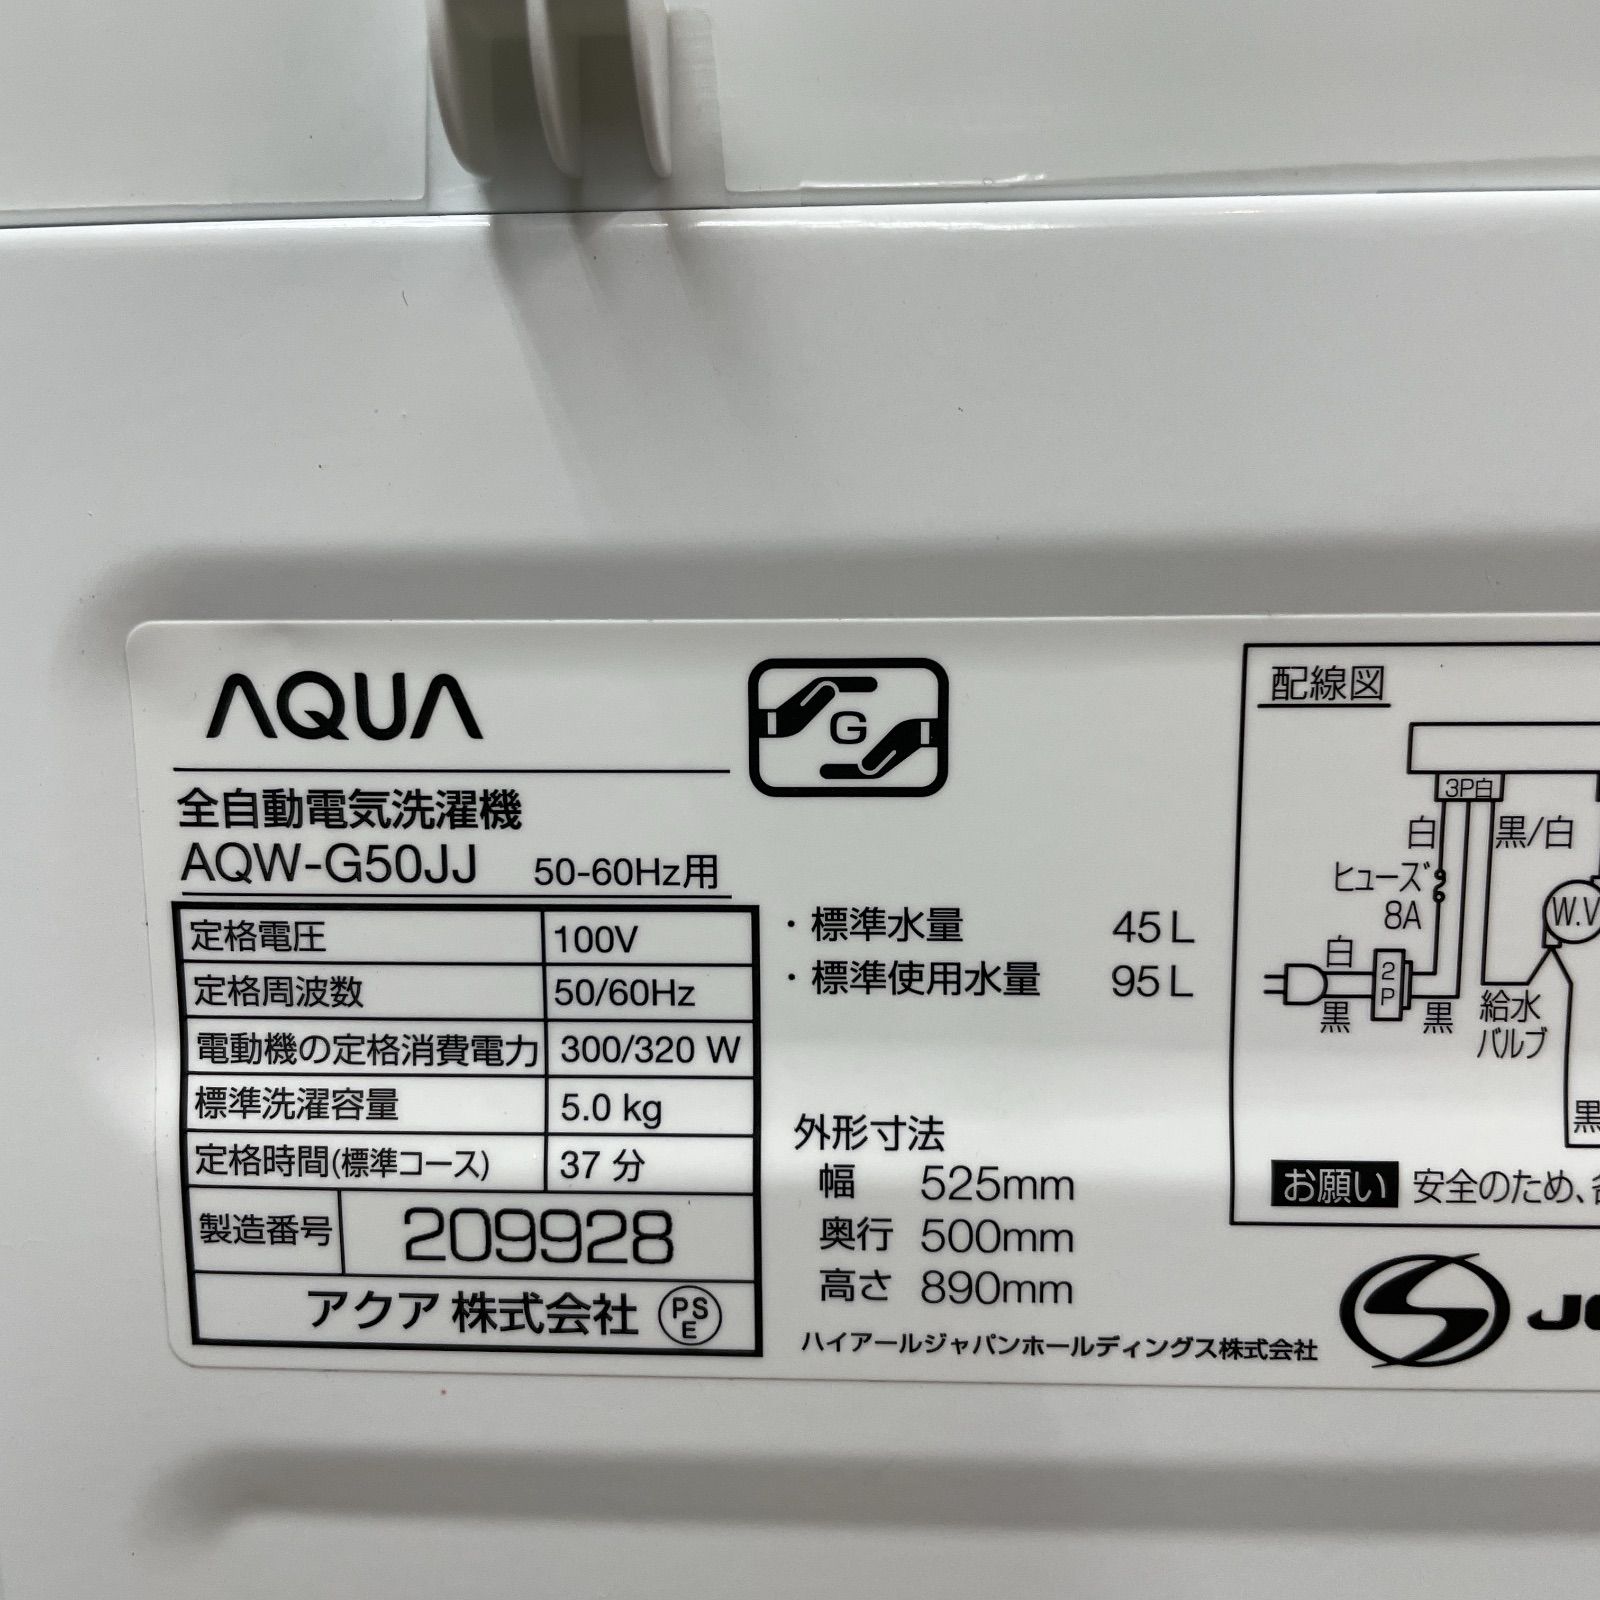 AQUA
G
全自動電気洗濯機
AQW-G50JJ 50-60Hz用
定格電圧 100V
定格周波数 50/60Hz
電動機の定格消費電力 300/320 W
標準洗濯容量 5.0 kg
定格時間(標準コース) 37 分
製造番号 209928
アクア 株式会社 PSE
・標準水量 45L
・標準使用水量 95L
外形寸法
幅 525mm
奥行 500mm
高さ 890mm
ハイアールジャパンホールディングス株式会社
配線図
3P白
白 黒/白
ヒューズ
8A
W.V
白
2P
黒 黒
給水
バルブ
黒
お願い 安全のため、